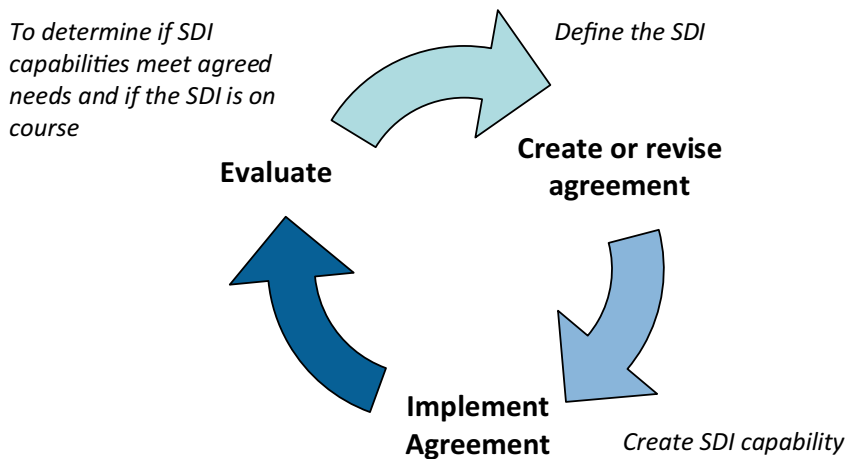 To determine if SDI
capabilities meet agreed
needs and if the SDI is on
course
Define the SDI
Evaluate
Create or revise
agreement
Implement
Agreement
Create SDI capability